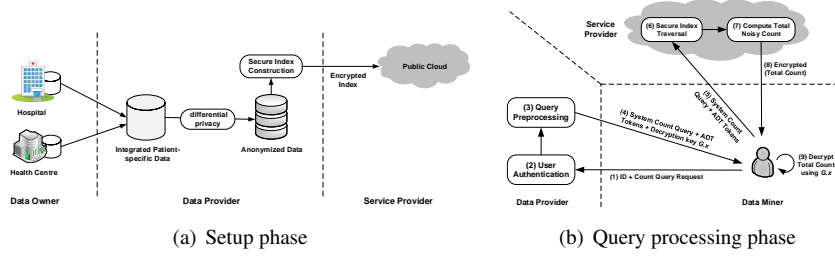 Hospital
Health Centre
Data Owner
Integrated Patient-
specific Data
differential
privacy
Secure Index
Construction
Anonymized Data
Data Provider
Encrypted
Index
Public Cloud
Service Provider
(a) Setup phase
Service
Provider
(6) Secure Index
Traversal
(7) Compute Total
Noisy Count
(8) Encrypted
(Total Count)
(5) System Count
Query + ADT Tokens
(3) Query
Preprocessing
(4) System Count Query + ADT
Tokens + Decryption key G.x
(2) User
Authentication
(1) ID + Count Query Request
(9) Decrypt
Total Count
using G.x
Data Provider
Data Miner
(b) Query processing phase